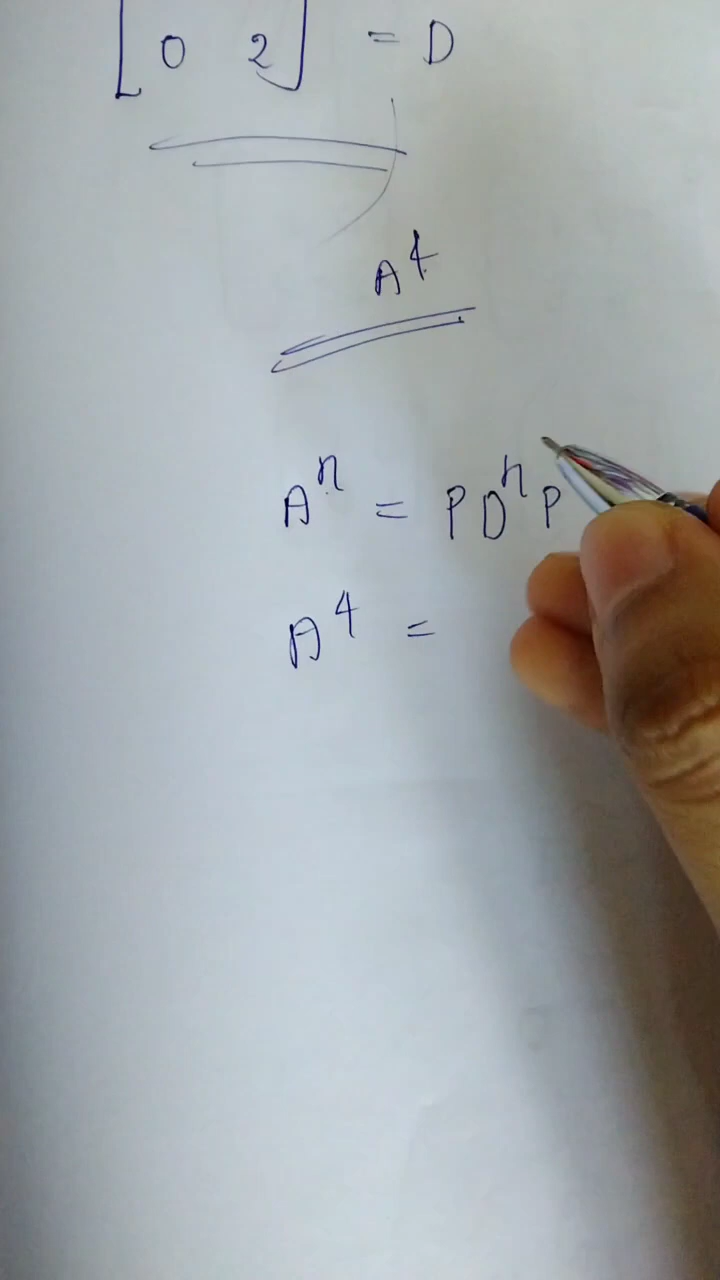 [0 2] = D
A⁴
Aⁿ = PDⁿP
A⁴ =